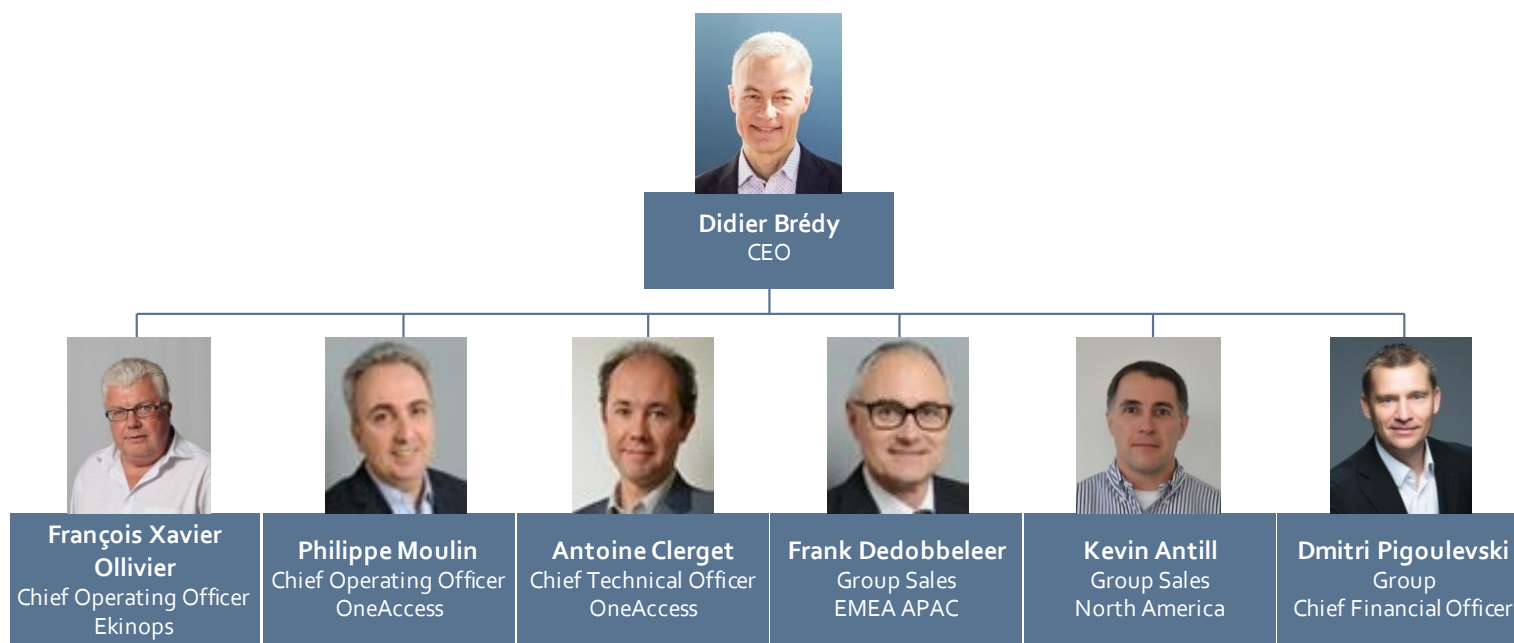 Didier Brédy
CEO
François Xavier
Ollivier
Chief Operating Officer
Ekinops
Philippe Moulin
Chief Operating Officer
OneAccess
Antoine Clerget
Chief Technical Officer
OneAccess
Frank Dedobbeleer
Group Sales
EMEA APAC
Kevin Antill
Group Sales
North America
Dmitri Pigoulevski
Group
Chief Financial Officer